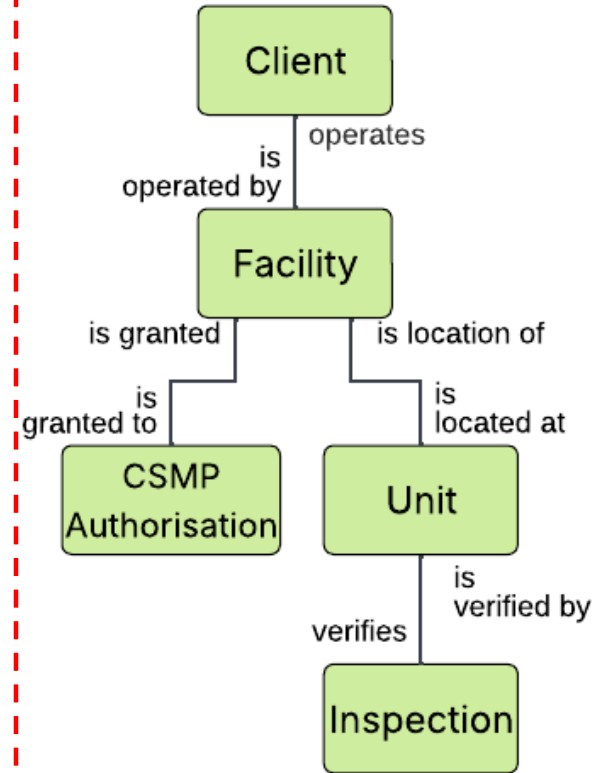 Client
operates
is
operated by
Facility
is granted
is location of
is
granted to
is
located at
CSMP
Authorisation
Unit
is
verified by
verifies
Inspection